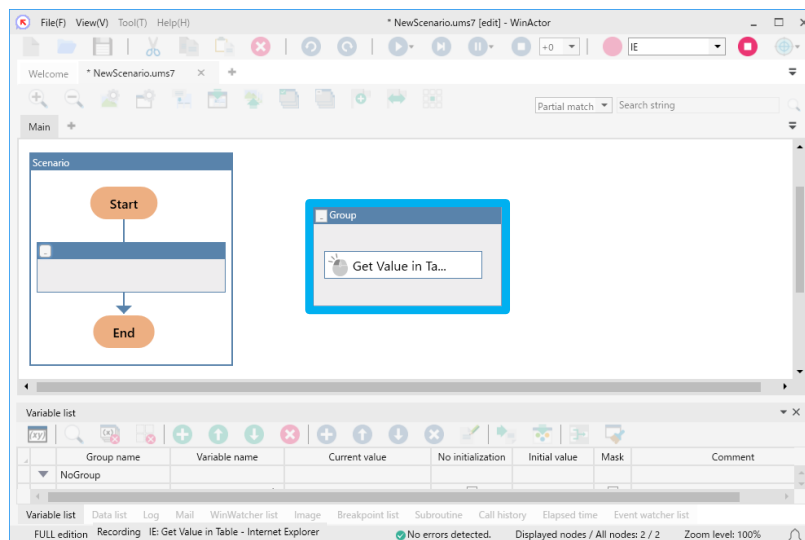 File(F) View(V) Tool(T) Help(H) * NewScenario.ums7 [edit] - WinActor
+0 IE
Welcome * NewScenario.ums7 × +
Partial match Search string
Main +
Scenario
Start
Group
Get Value in Ta...
End
Variable list
(xy) (x)
Group name Variable name Current value No initialization Initial value Mask Comment
NoGroup
Variable list Data list Log Mail WinWatcher list Image Breakpoint list Subroutine Call history Elapsed time Event watcher list
FULL edition Recording IE: Get Value in Table - Internet Explorer No errors detected. Displayed nodes / All nodes: 2 / 2 Zoom level: 100%